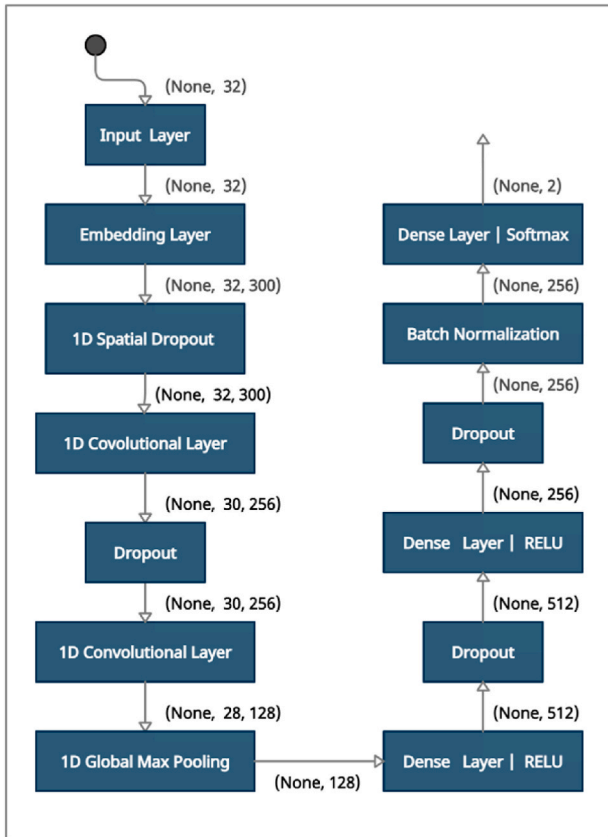 (None, 32)
Input Layer
(None, 32)
Embedding Layer
(None, 32, 300)
1D Spatial Dropout
(None, 32, 300)
1D Covolutional Layer
(None, 30, 256)
Dropout
(None, 30, 256)
1D Convolutional Layer
(None, 28, 128)
1D Global Max Pooling
(None, 128)
Dense Layer | RELU
(None, 512)
Dropout
(None, 512)
Dense Layer | RELU
(None, 256)
Dropout
(None, 256)
Batch Normalization
(None, 256)
Dense Layer | Softmax
(None, 2)